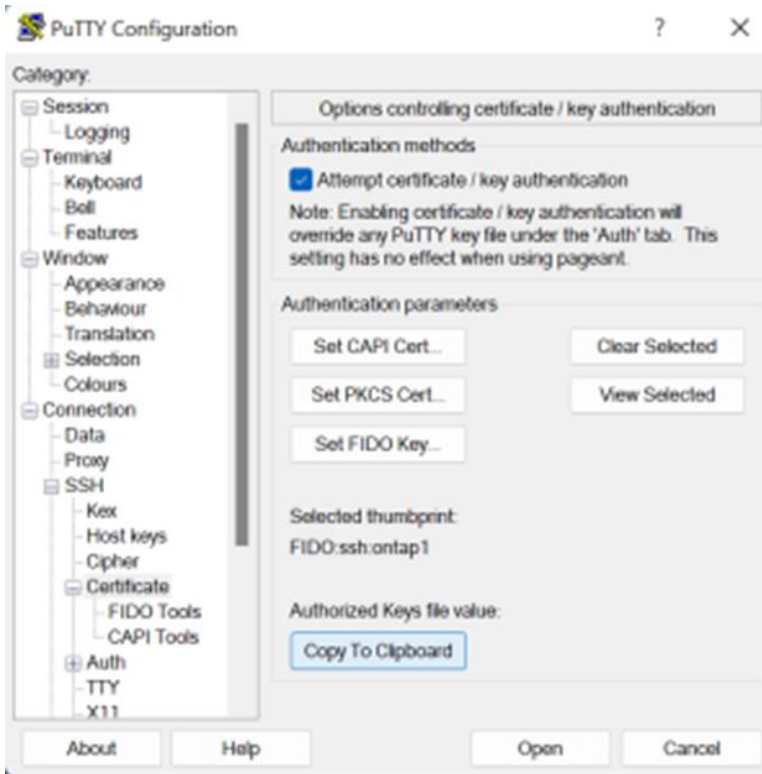 PuTTY Configuration
?
Category:
Session
Logging
Terminal
Keyboard
Bell
Features
Window
Appearance
Behaviour
Translation
Selection
Colours
Connection
Data
Proxy
SSH
Kex
Host keys
Cipher
Certificate
FIDO Tools
CAPI Tools
Auth
TTY
X11
Options controlling certificate / key authentication
Authentication methods
Attempt certificate / key authentication
Note: Enabling certificate / key authentication will
override any PuTTY key file under the 'Auth' tab. This
setting has no effect when using pageant.
Authentication parameters
Set CAPI Cert...
Clear Selected
Set PKCS Cert...
View Selected
Set FIDO Key...
Selected thumbprint:
FIDO:ssh:ontap1
Authorized Keys file value:
Copy To Clipboard
About
Help
Open
Cancel